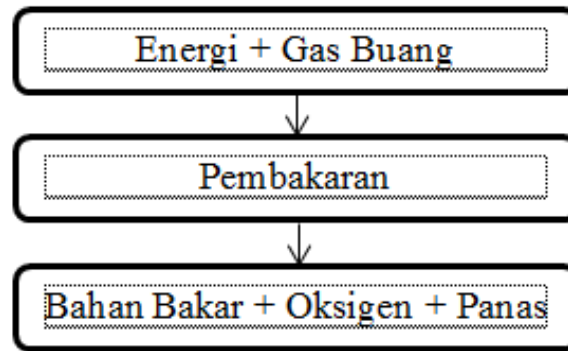 Energi + Gas Buang
Pembakaran
Bahan Bakar + Oksigen + Panas